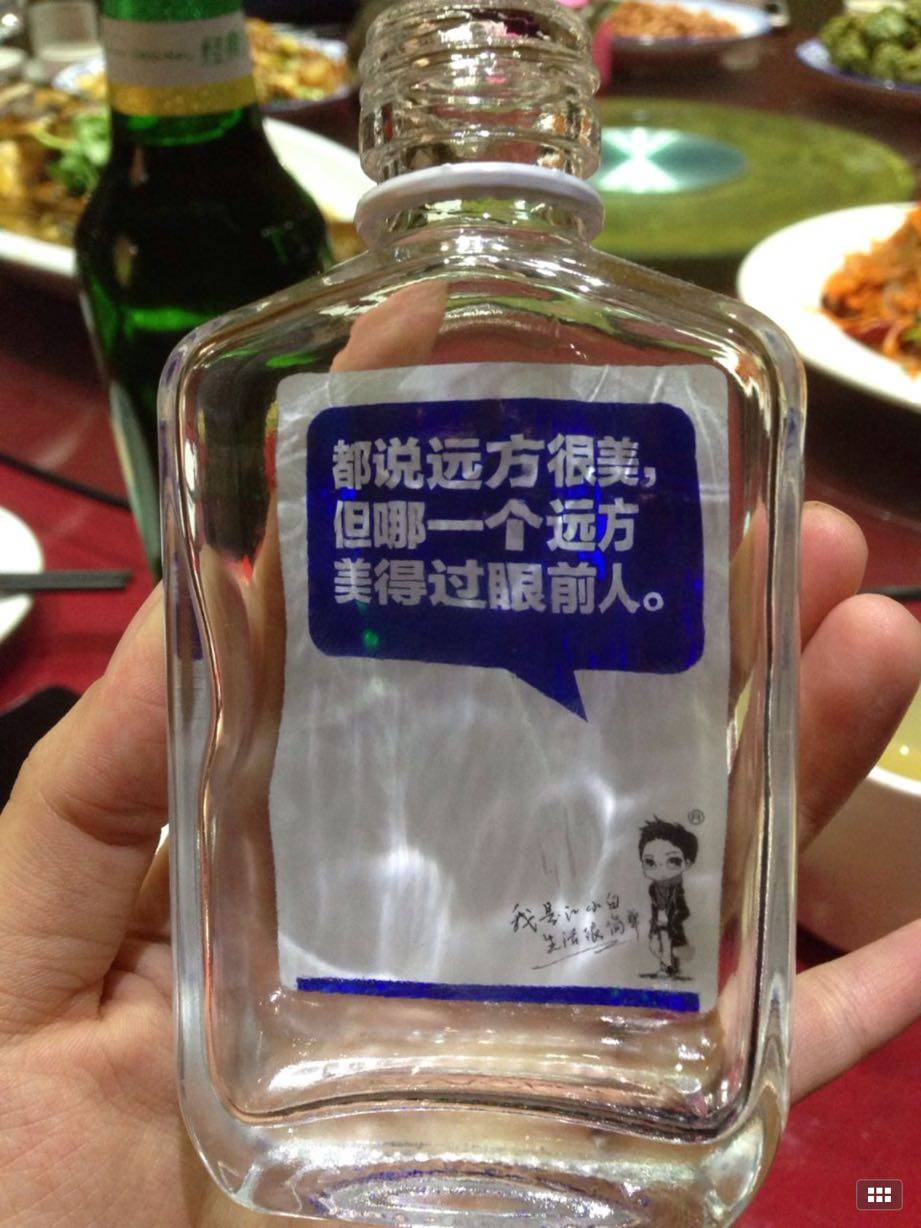 都说远方很美，
但哪一个远方
美得过眼前人。
我是江小白
生活很简单